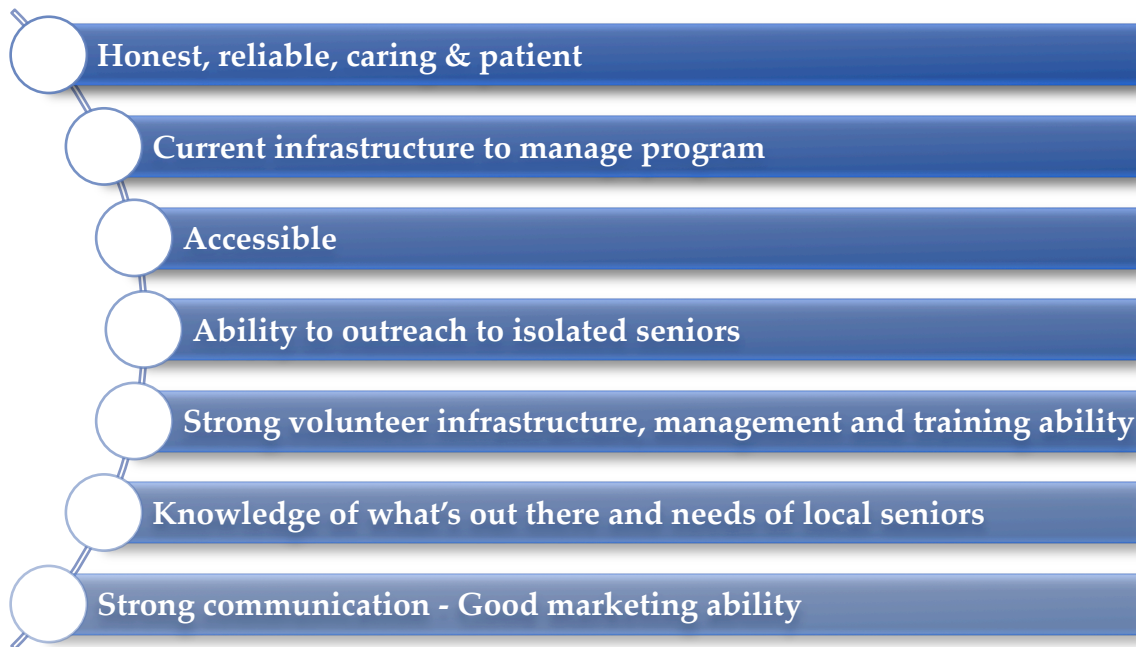 Honest, reliable, caring & patient
Current infrastructure to manage program
Accessible
Ability to outreach to isolated seniors
Strong volunteer infrastructure, management and training ability
Knowledge of what’s out there and needs of local seniors
Strong communication - Good marketing ability